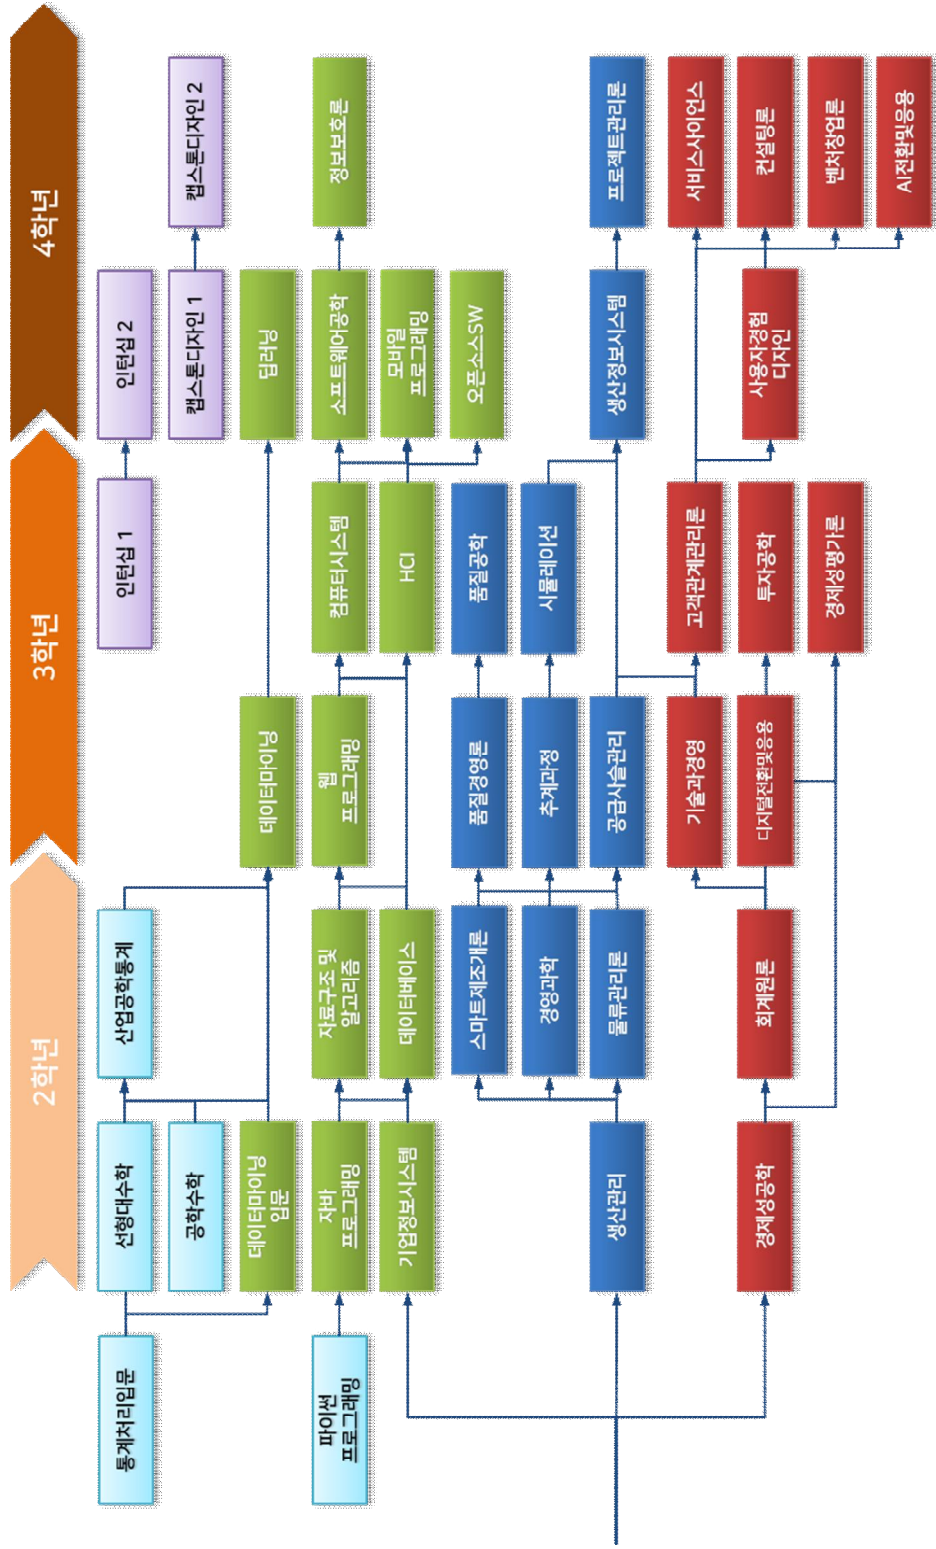 2학년
3학년
4학년
통계처리입문
선형대수학
산업공학통계
인턴십 1
인턴십 2
공학수학
캡스톤디자인 1
캡스톤디자인 2
데이터마이닝
입문
데이터마이닝
딥러닝
파이썬
프로그래밍
자바
프로그래밍
자료구조 및
알고리즘
웹
프로그래밍
컴퓨터시스템
소프트웨어공학
정보보호론
기업정보시스템
데이터베이스
HCI
모바일
프로그래밍
스마트제조개론
품질경영론
품질공학
오픈소스SW
경영과학
추계과정
시뮬레이션
생산관리
물류관리론
공급사슬관리
생산정보시스템
프로젝트관리론
기술과경영
고객관계관리론
서비스사이언스
경제성공학
회계원론
디지털전환및응용
투자공학
사용자경험
디자인
컨설팅론
경제성평가론
벤처창업론
AI전환및응용